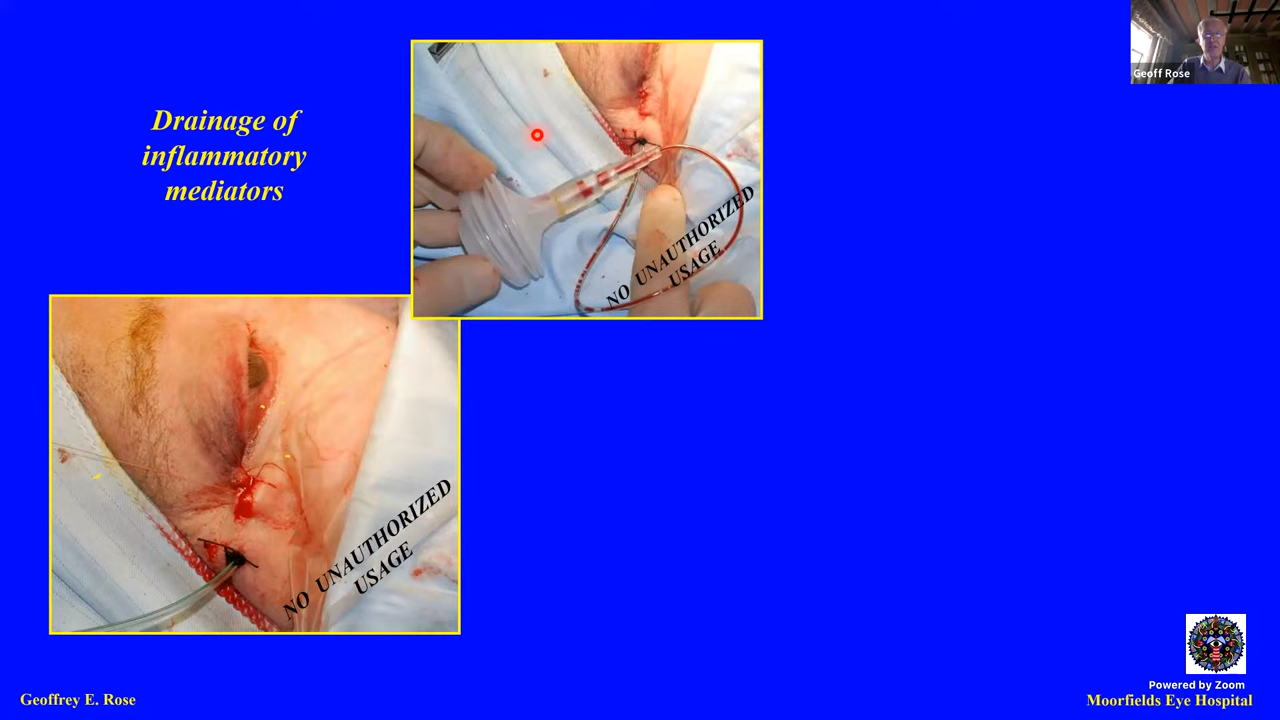 Geoff Rose
Drainage of
inflammatory
mediators
NO UNAUTHORIZED
USAGE
NO UNAUTHORIZED
USAGE
Powered by Zoom
Geoffrey E. Rose
Moorfields Eye Hospital